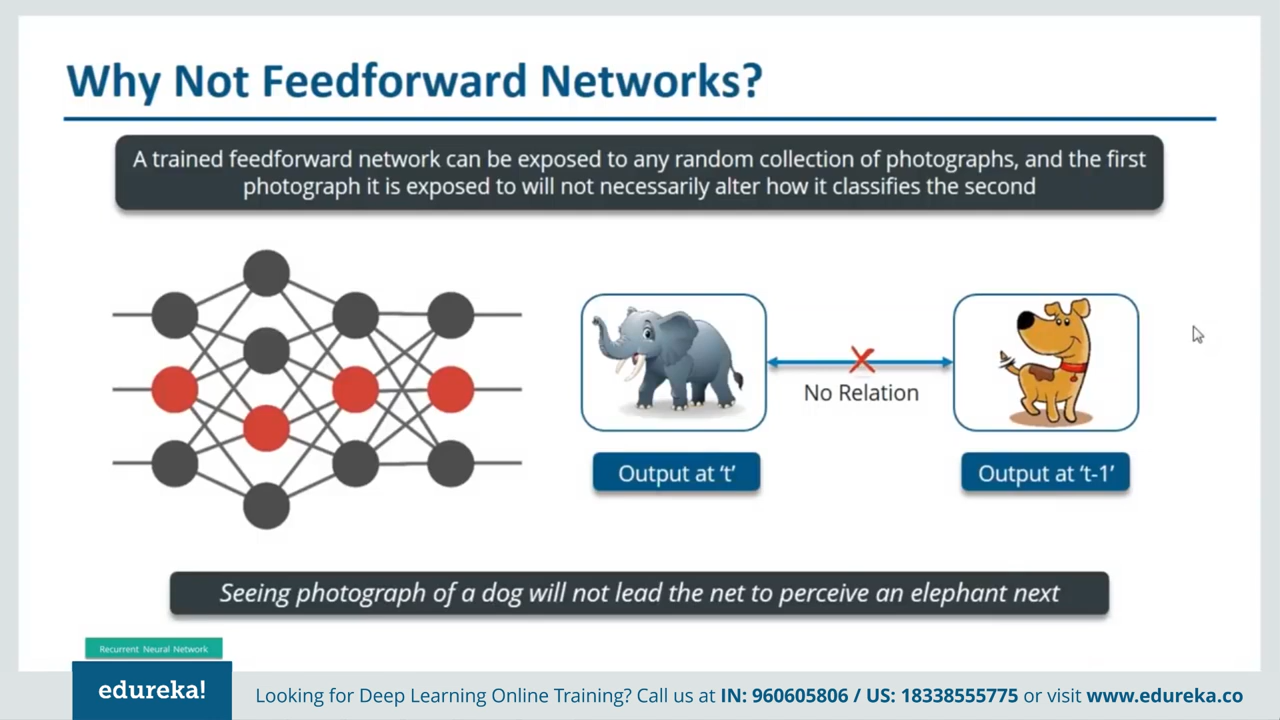 Why Not Feedforward Networks?
A trained feedforward network can be exposed to any random collection of photographs, and the first
photograph it is exposed to will not necessarily alter how it classifies the second
No Relation
Output at ‘t’
Output at ‘t-1’
Seeing photograph of a dog will not lead the net to perceive an elephant next
Recurrent Neural Network
edureka!
Looking for Deep Learning Online Training? Call us at IN: 960605806 / US: 18338555775 or visit www.edureka.co